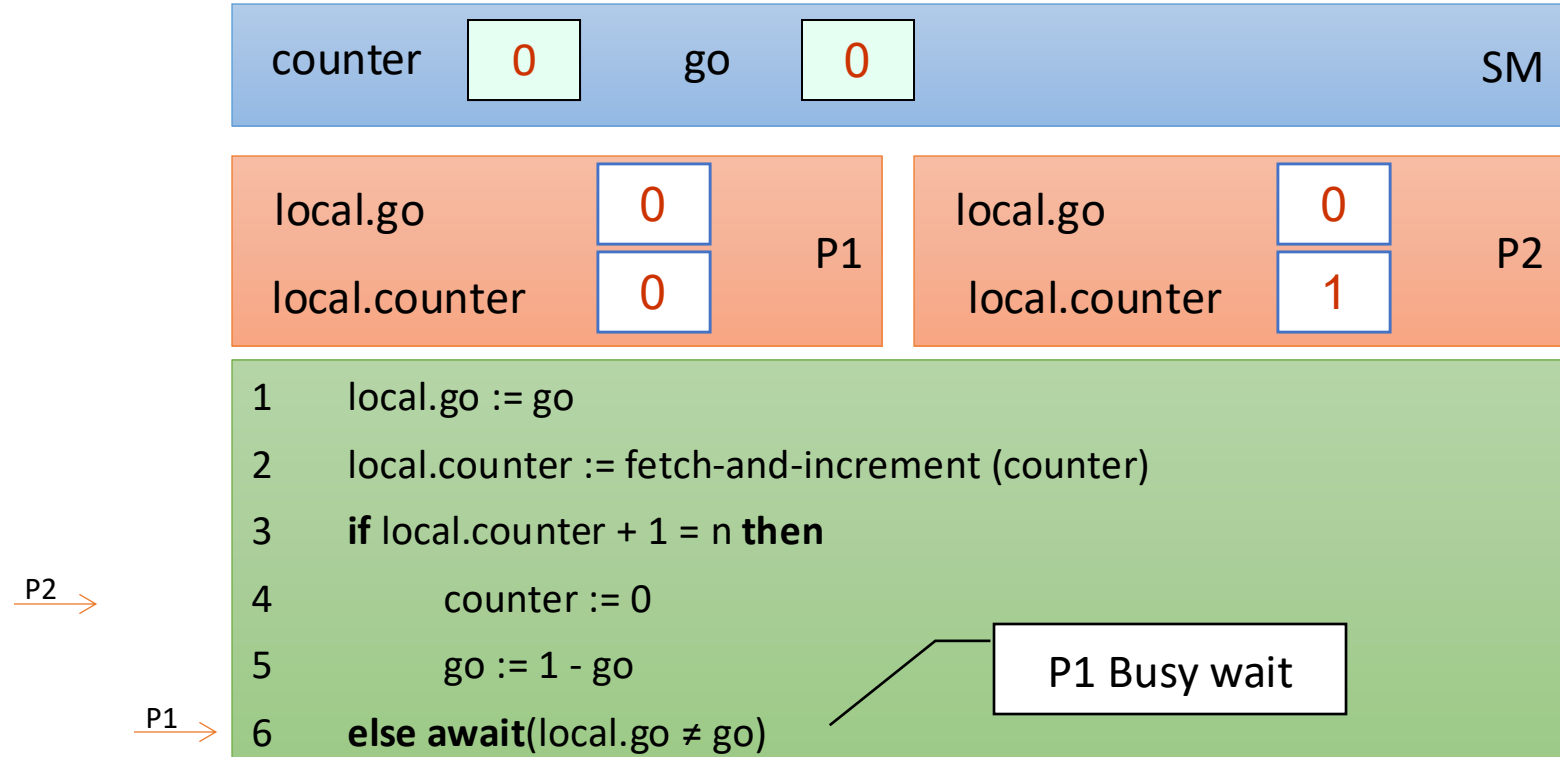 counter 0 go 0 SM
local.go 0 local.go 0
P1 P2
local.counter 0 local.counter 1
1 local.go := go
2 local.counter := fetch-and-increment (counter)
3 if local.counter + 1 = n then
P2 4 counter := 0
5 go := 1 - go
P1 Busy wait
P1 6 else await(local.go ≠ go)